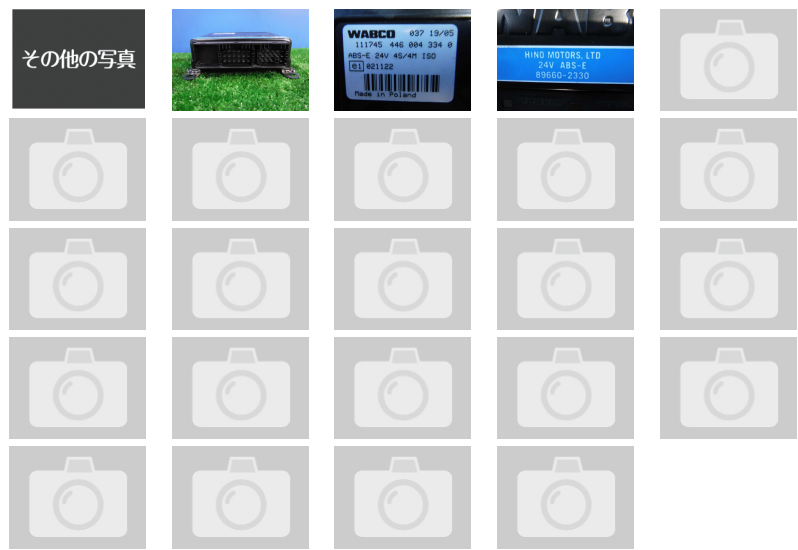 その他の写真
WABCO 037 19/05
111745 446 004 334 0
ABS-E 24V 4S/4M ISO
e1 021122
Made in Poland
HINO MOTORS, LTD
24V ABS-E
89660-2330